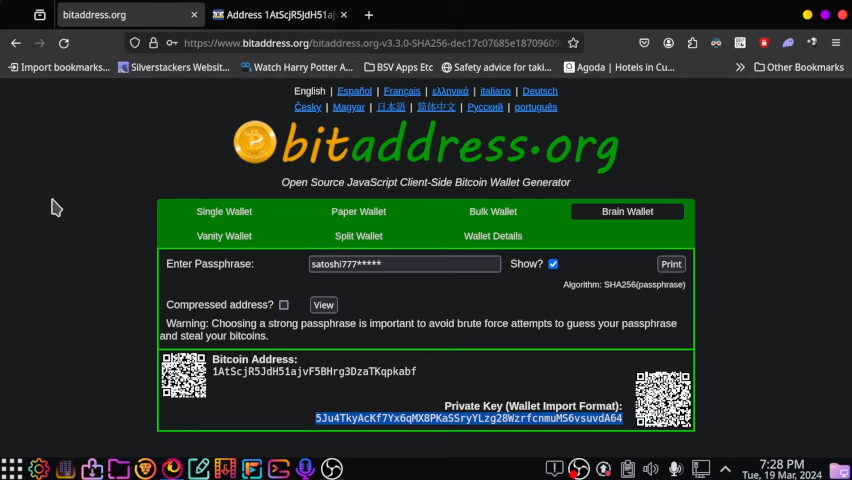 bitaddress.org
Address 1AtScjR5JdH51ajv
https://www.bitaddress.org/bitaddress.org-v3.3.0-SHA256-dec17c07685e1870960
Import bookmarks...
Silverstackers Websit...
Watch Harry Potter A...
BSV Apps Etc
Safety advice for taki...
Agoda | Hotels in Cu...
Other Bookmarks
English | Español | Français | ελληνικά | italiano | Deutsch
Česky | Magyar | 日本語 | 简体中文 | Русский | português
bitaddress.org
Open Source JavaScript Client-Side Bitcoin Wallet Generator
Single Wallet Paper Wallet Bulk Wallet Brain Wallet
Vanity Wallet Split Wallet Wallet Details
Enter Passphrase: satoshi777***** Show? Print
Algorithm: SHA256(passphrase)
Compressed address? View
Warning: Choosing a strong passphrase is important to avoid brute force attempts to guess your passphrase
and steal your bitcoins.
Bitcoin Address:
1AtScjR5JdH51ajvF5BHrg3DzaTKqpkabf
Private Key (Wallet Import Format):
5Ju4TkyAcKf7Yx6qMX8PKaSSryYLzg28WzrfcnmuMS6vsuvdA64
7:28 PM
Tue, 19 Mar, 2024